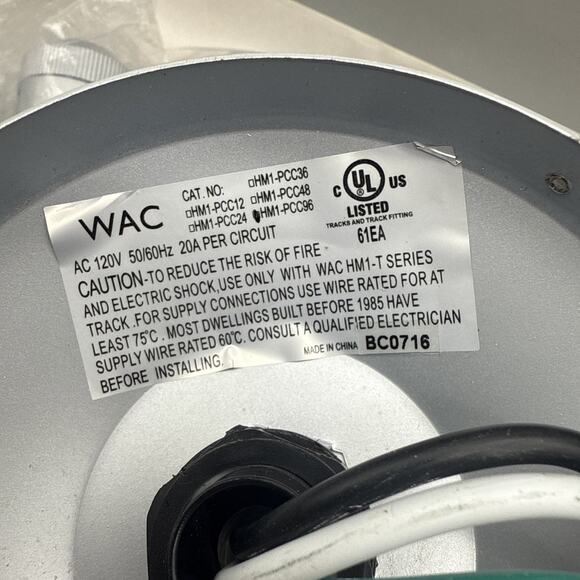 WAC
CAT. NO: □HM1-PCC36
□HM1-PCC12 □HM1-PCC48
□HM1-PCC24 ■HM1-PCC96
C UL US
LISTED
TRACKS AND TRACK FITTING
61EA
AC 120V 50/60Hz 20A PER CIRCUIT
CAUTION-TO REDUCE THE RISK OF FIRE
AND ELECTRIC SHOCK,USE ONLY WITH WAC HM1-T SERIES
TRACK .FOR SUPPLY CONNECTIONS USE WIRE RATED FOR AT
LEAST 75°C . MOST DWELLINGS BUILT BEFORE 1985 HAVE
SUPPLY WIRE RATED 60°C. CONSULT A QUALIFIED ELECTRICIAN
BEFORE INSTALLING.
MADE IN CHINA BC0716